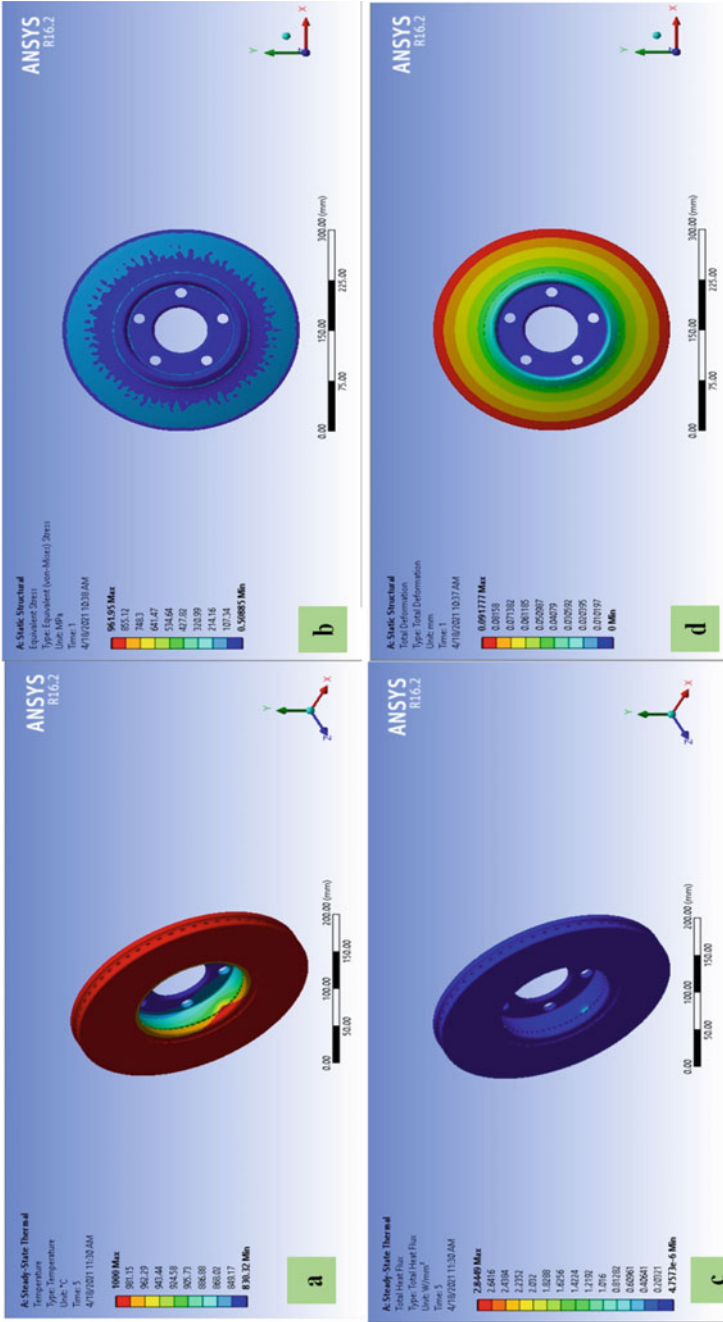 A: Steady-State Thermal
Temperature
Type: Temperature
Unit: °C
Time: 5
4/18/2021 11:30 AM
1000 Max
981.15
962.29
943.44
924.58
905.73
886.88
868.02
849.17
830.32 Min
a
ANSYS
R16.2
Y
X
Z
0.00
50.00
100.00
150.00
200.00 (mm)
A: Static Structural
Equivalent Stress
Type: Equivalent (von-Mises) Stress
Unit: MPa
Time: 1
4/18/2021 10:38 AM
961.95 Max
855.12
748.3
641.47
534.64
427.82
320.99
214.16
107.34
0.50885 Min
b
ANSYS
R16.2
Y
X
0.00
75.00
150.00
225.00
300.00 (mm)
A: Steady-State Thermal
Total Heat Flux
Type: Total Heat Flux
Unit: W/mm²
Time: 5
4/18/2021 11:30 AM
2.8449 Max
2.6416
2.4384
2.2352
2.032
1.8288
1.6256
1.4224
1.2192
1.016
0.81282
0.60961
0.40641
0.20321
4.7573e-6 Min
c
ANSYS
R16.2
Y
X
Z
0.00
50.00
100.00
150.00
200.00 (mm)
A: Static Structural
Total Deformation
Type: Total Deformation
Unit: mm
Time: 1
4/18/2021 10:37 AM
0.091777 Max
0.08158
0.071382
0.061185
0.050987
0.04079
0.030592
0.020395
0.010197
0 Min
d
ANSYS
R16.2
Y
X
0.00
75.00
150.00
225.00
300.00 (mm)